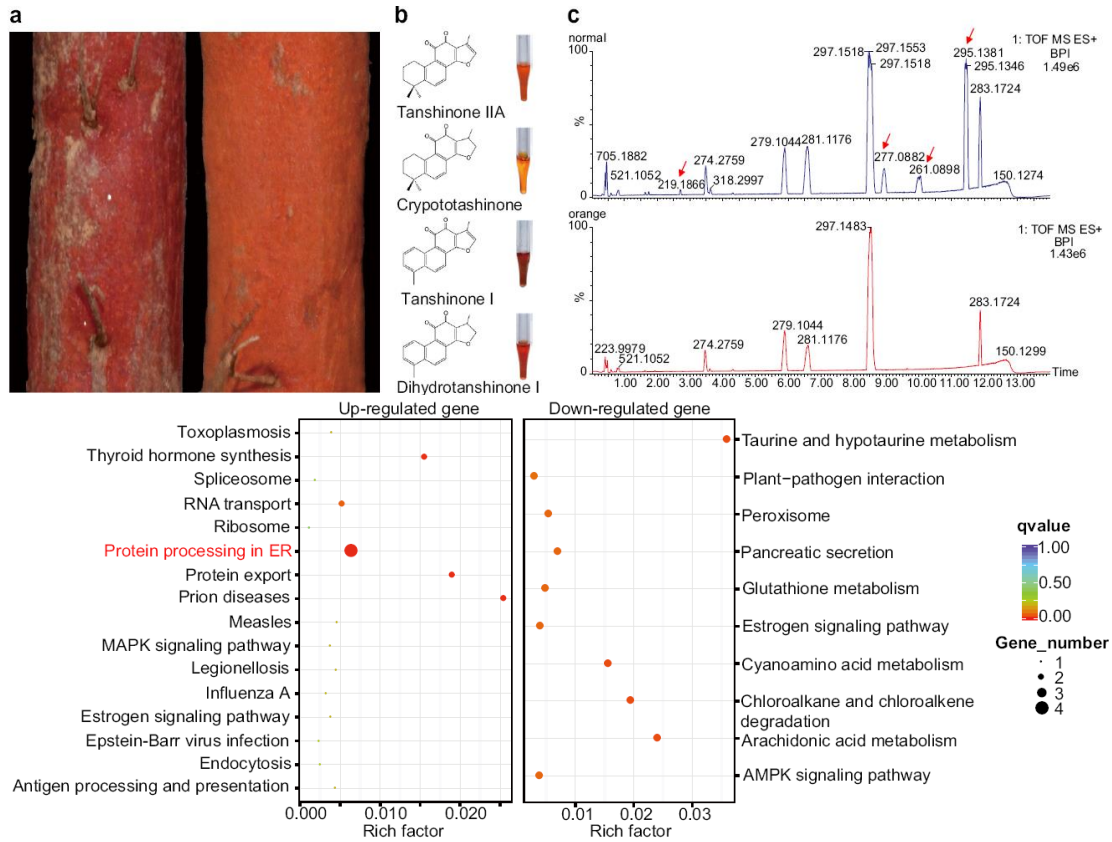 a
b
c
Tanshinone IIA
Crypototashinone
Tanshinone I
Dihydrotanshinone I
normal
100
%
0
705.1882
521.1052
219.1866
274.2759
318.2997
279.1044
281.1176
297.1518
297.1553
297.1518
277.0882
261.0898
295.1381
295.1346
283.1724
150.1274
1: TOF MS ES+
BPI
1.49e6
orange
100
%
0
223.9979
521.1052
274.2759
279.1044
281.1176
297.1483
283.1724
150.1299
1: TOF MS ES+
BPI
1.43e6
1.00 2.00 3.00 4.00 5.00 6.00 7.00 8.00 9.00 10.00 11.00 12.00 13.00
Time
Up-regulated gene
Toxoplasmosis
Thyroid hormone synthesis
Spliceosome
RNA transport
Ribosome
Protein processing in ER
Protein export
Prion diseases
Measles
MAPK signaling pathway
Legionellosis
Influenza A
Estrogen signaling pathway
Epstein-Barr virus infection
Endocytosis
Antigen processing and presentation
0.000 0.010 0.020
Rich factor
Down-regulated gene
Taurine and hypotaurine metabolism
Plant−pathogen interaction
Peroxisome
Pancreatic secretion
Glutathione metabolism
Estrogen signaling pathway
Cyanoamino acid metabolism
Chloroalkane and chloroalkene
degradation
Arachidonic acid metabolism
AMPK signaling pathway
0.01 0.02 0.03
Rich factor
qvalue
1.00
0.50
0.00
Gene_number
1
2
3
4